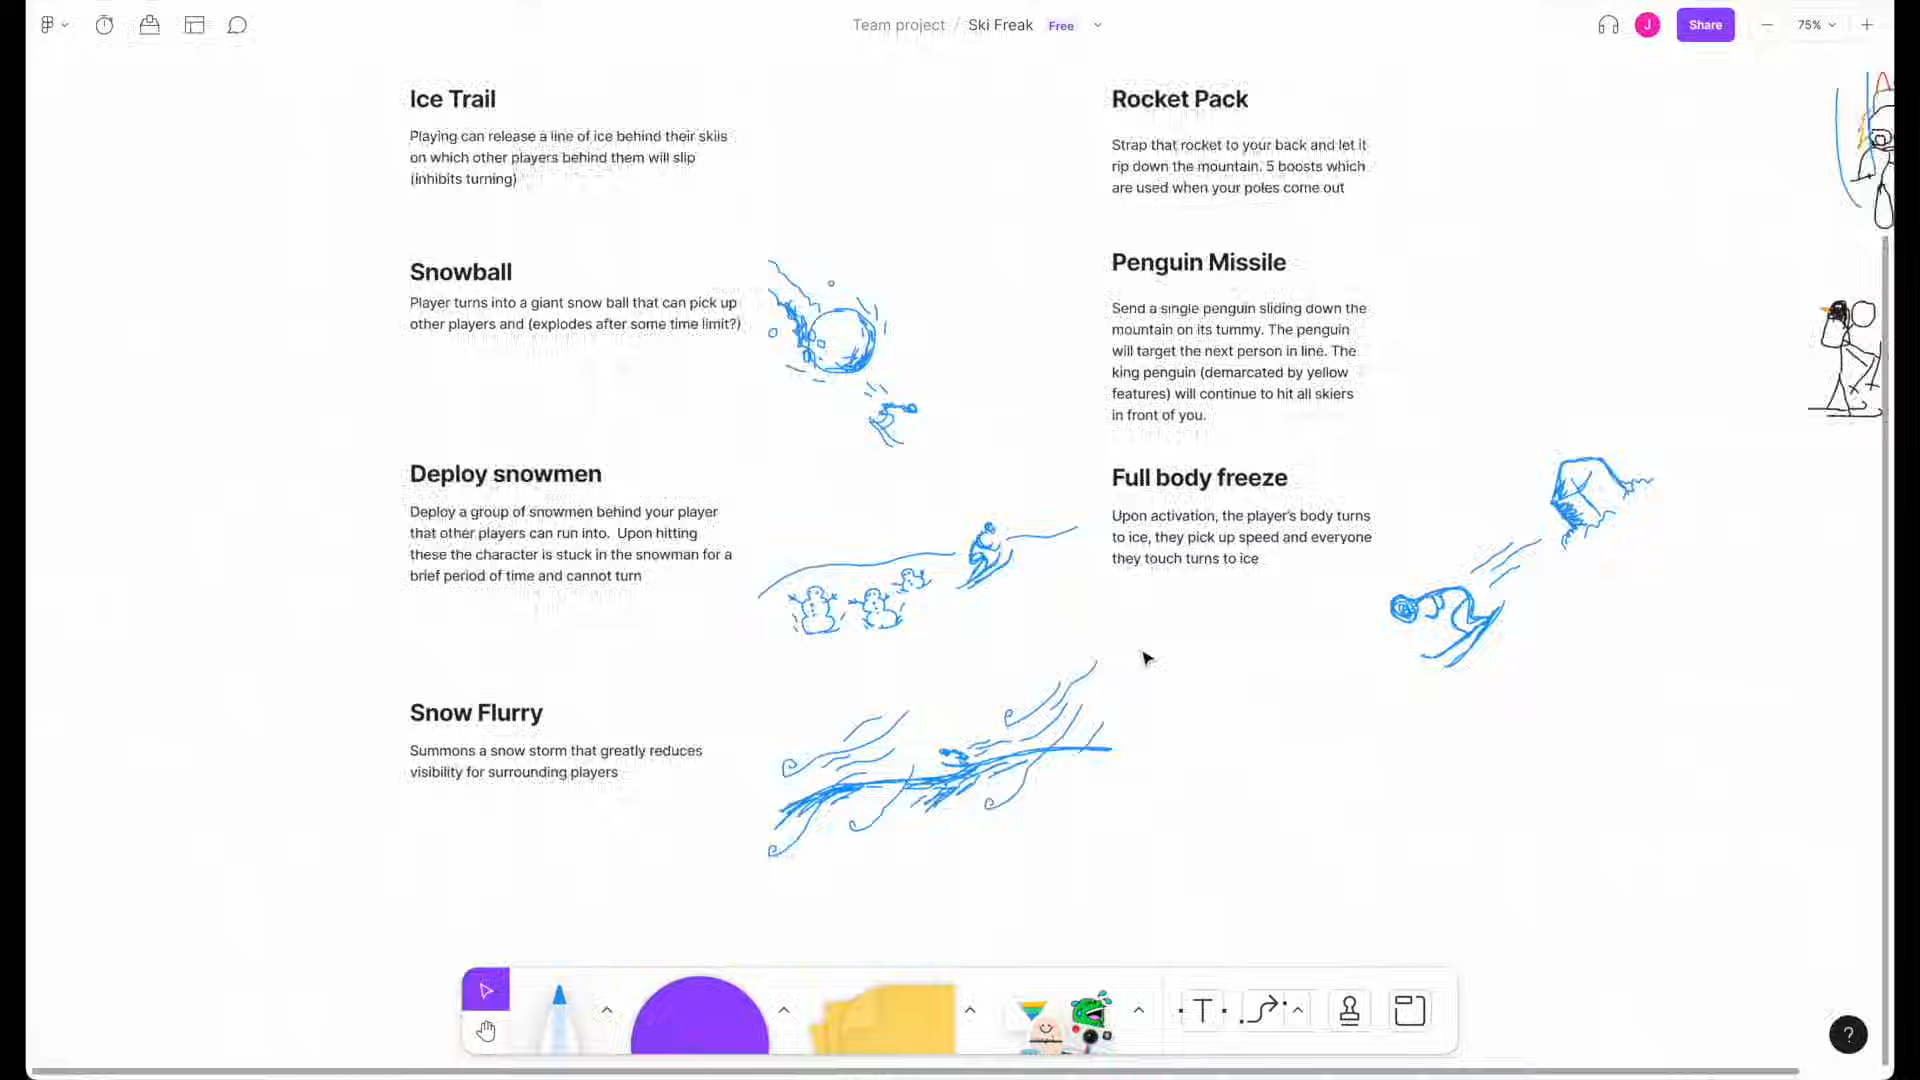 Team project / Ski Freak Free
J
Share
75%
Ice Trail
Playing can release a line of ice behind their skiis
on which other players behind them will slip
(inhibits turning)
Snowball
Player turns into a giant snow ball that can pick up
other players and (explodes after some time limit?)
Deploy snowmen
Deploy a group of snowmen behind your player
that other players can run into. Upon hitting
these the character is stuck in the snowman for a
brief period of time and cannot turn
Snow Flurry
Summons a snow storm that greatly reduces
visibility for surrounding players
Rocket Pack
Strap that rocket to your back and let it
rip down the mountain. 5 boosts which
are used when your poles come out
Penguin Missile
Send a single penguin sliding down the
mountain on its tummy. The penguin
will target the next person in line. The
king penguin (demarcated by yellow
features) will continue to hit all skiers
in front of you.
Full body freeze
Upon activation, the player's body turns
to ice, they pick up speed and everyone
they touch turns to ice
T
?